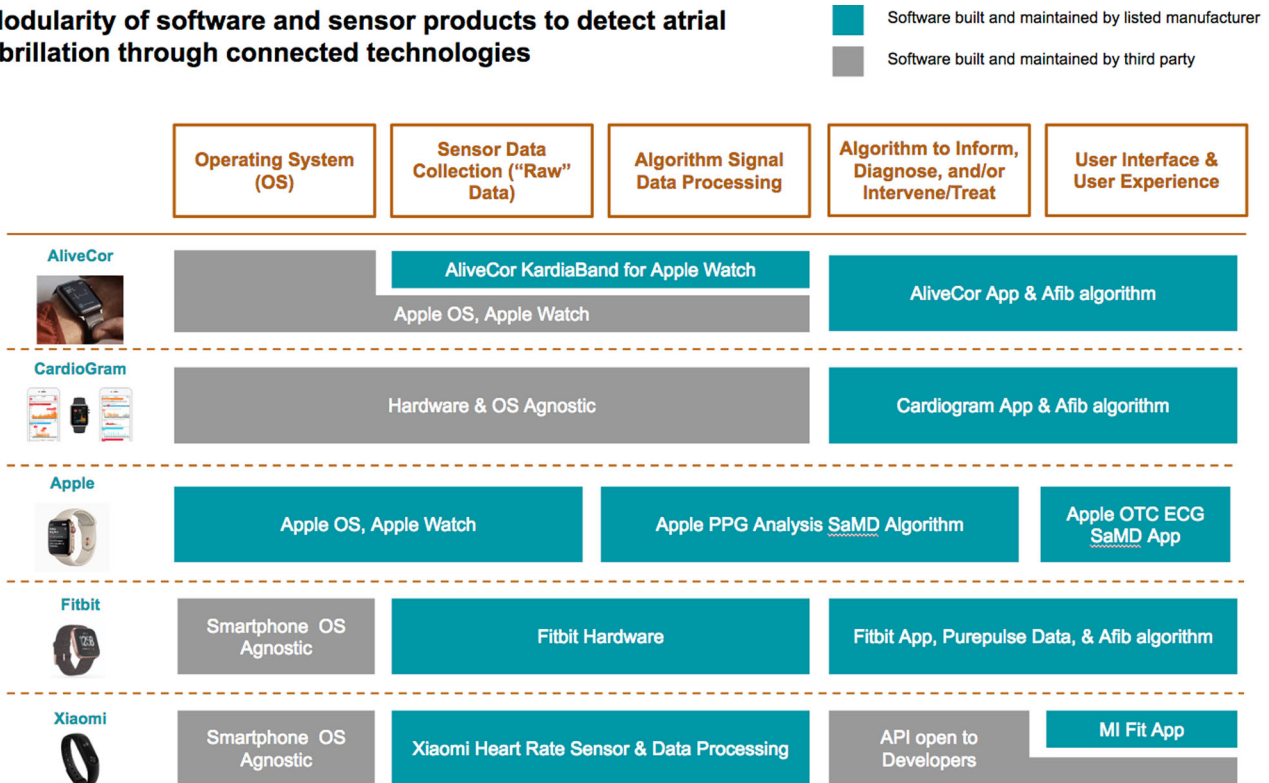 Modularity of software and sensor products to detect atrial
fibrillation through connected technologies
Software built and maintained by listed manufacturer
Software built and maintained by third party
Operating System
(OS)
Sensor Data
Collection (“Raw”
Data)
Algorithm Signal
Data Processing
Algorithm to Inform,
Diagnose, and/or
Intervene/Treat
User Interface &
User Experience
AliveCor
AliveCor KardiaBand for Apple Watch
Apple OS, Apple Watch
AliveCor App & Afib algorithm
CardioGram
Hardware & OS Agnostic
Cardiogram App & Afib algorithm
Apple
Apple OS, Apple Watch
Apple PPG Analysis SaMD Algorithm
Apple OTC ECG
SaMD App
Fitbit
Smartphone OS
Agnostic
Fitbit Hardware
Fitbit App, Purepulse Data, & Afib algorithm
Xiaomi
Smartphone OS
Agnostic
Xiaomi Heart Rate Sensor & Data Processing
API open to
Developers
MI Fit App